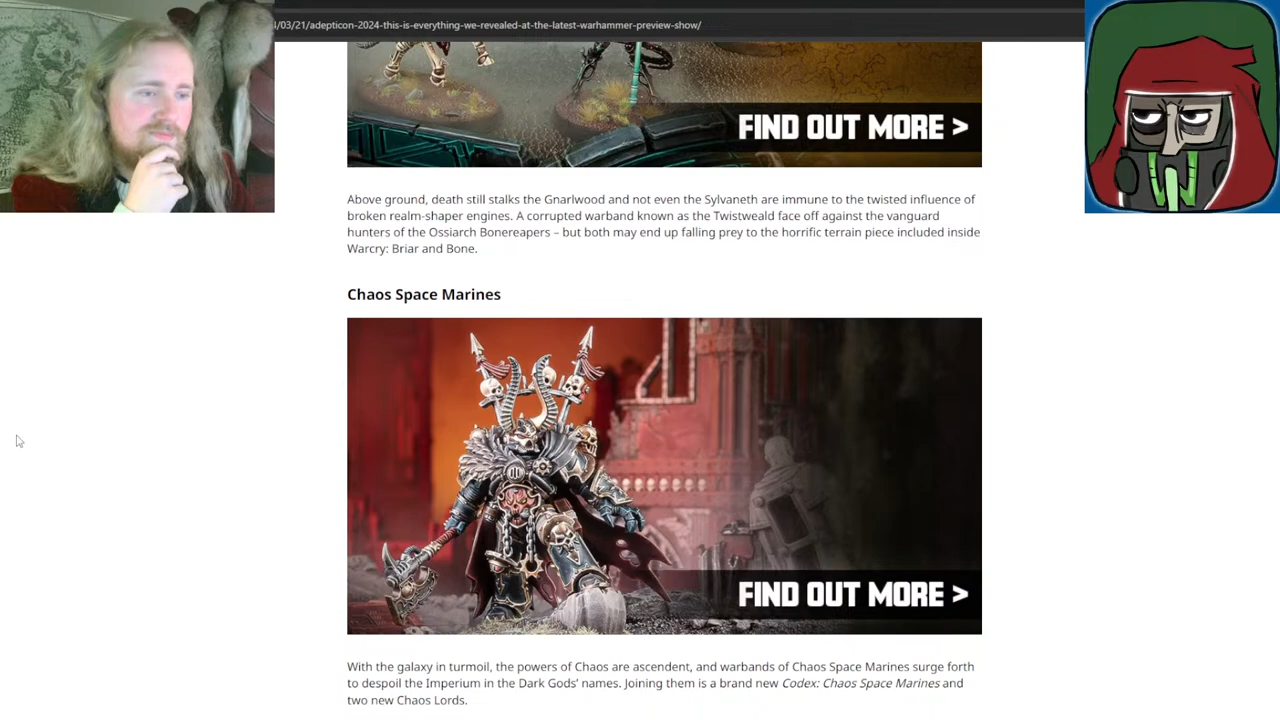 /03/21/adepticon-2024-this-is-everything-we-revealed-at-the-latest-warhammer-preview-show/
FIND OUT MORE >
Above ground, death still stalks the Gnarlwood and not even the Sylvaneth are immune to the twisted influence of
broken realm-shaper engines. A corrupted warband known as the Twistweald face off against the vanguard
hunters of the Ossiarch Bonereapers – but both may end up falling prey to the horrific terrain piece included inside
Warcry: Briar and Bone.
Chaos Space Marines
FIND OUT MORE >
With the galaxy in turmoil, the powers of Chaos are ascendent, and warbands of Chaos Space Marines surge forth
to despoil the Imperium in the Dark Gods’ names. Joining them is a brand new Codex: Chaos Space Marines and
two new Chaos Lords.